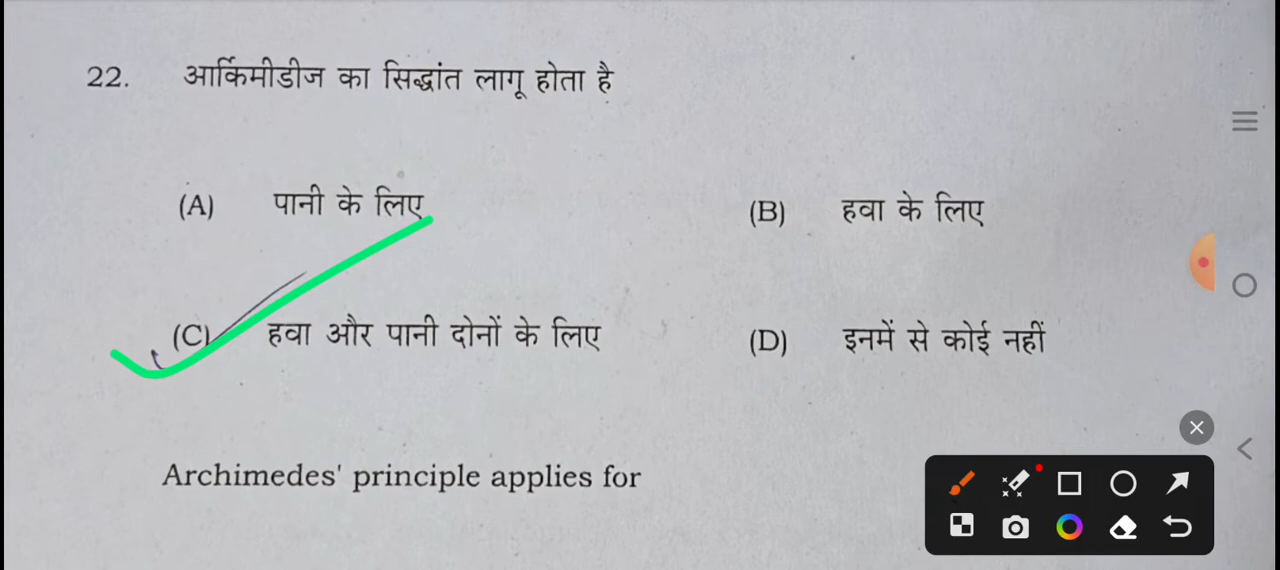 22. आर्किमीडीज का सिद्धांत लागू होता है
(A) पानी के लिए (B) हवा के लिए
(C) हवा और पानी दोनों के लिए (D) इनमें से कोई नहीं
Archimedes' principle applies for